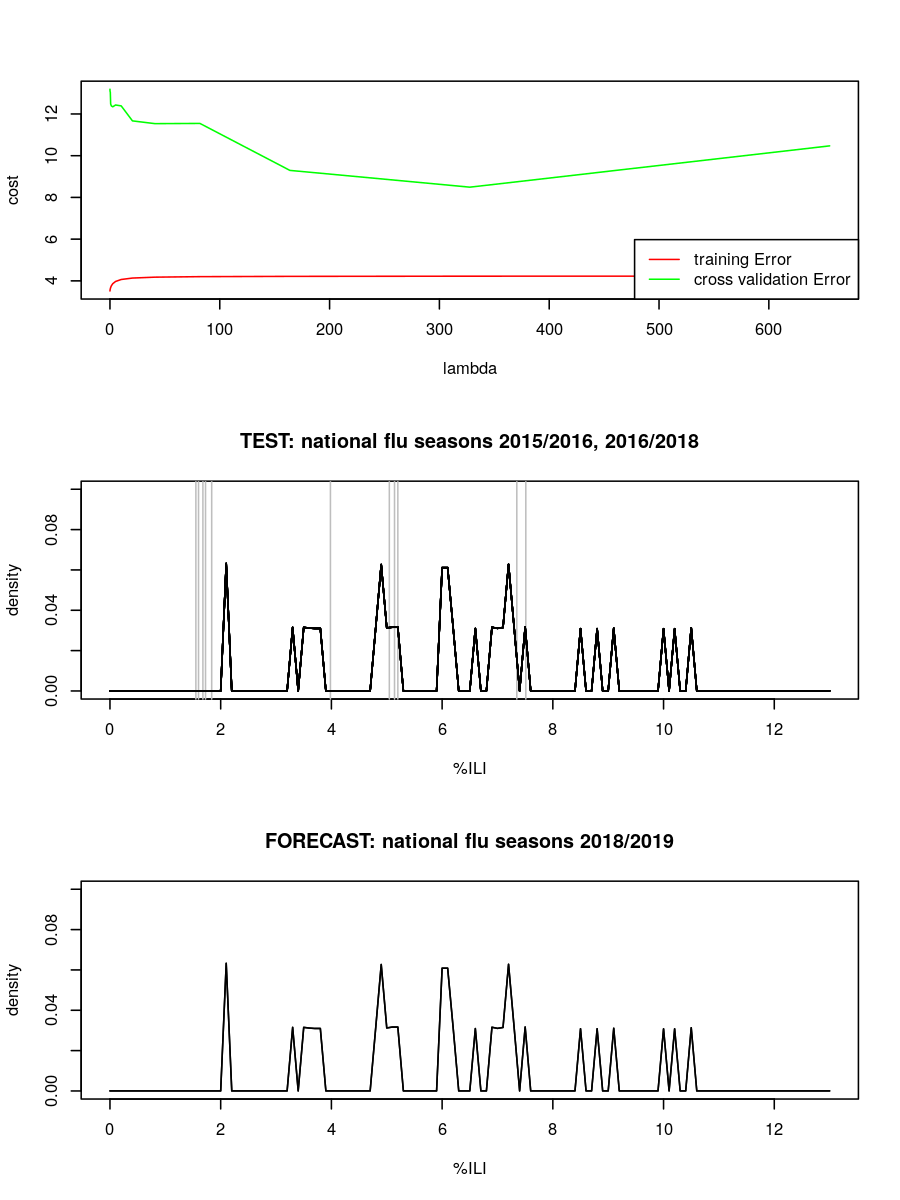 cost
4
6
8
10
12
training Error
cross validation Error
0 100 200 300 400 500 600
lambda
TEST: national flu seasons 2015/2016, 2016/2018
density
0.00
0.04
0.08
0 2 4 6 8 10 12
%ILI
FORECAST: national flu seasons 2018/2019
density
0.00
0.04
0.08
0 2 4 6 8 10 12
%ILI